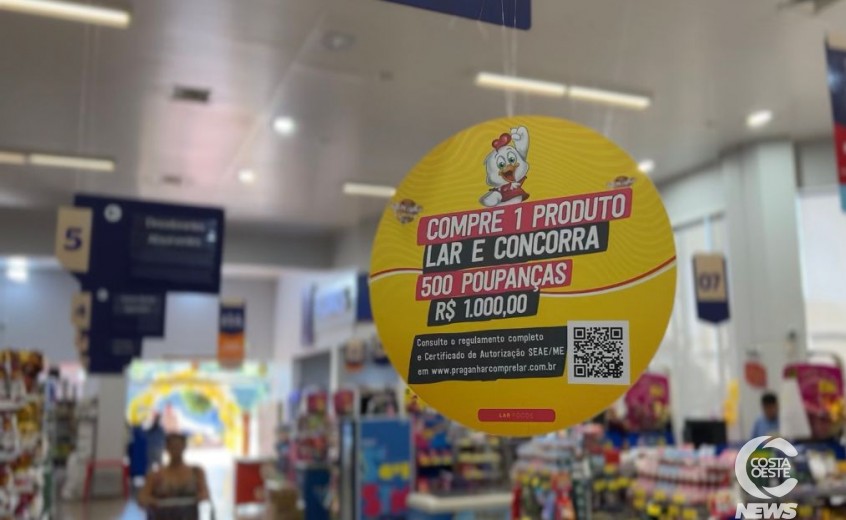 COMPRE 1 PRODUTO
LAR E CONCORRA
500 POUPANÇAS
R$ 1.000,00
Consulte o regulamento completo
e Certificado de Autorização SEAE/ME
em www.praganharcomprelar.com.br
LAR FOODS
5
07
COSTA
OESTE
NEWS